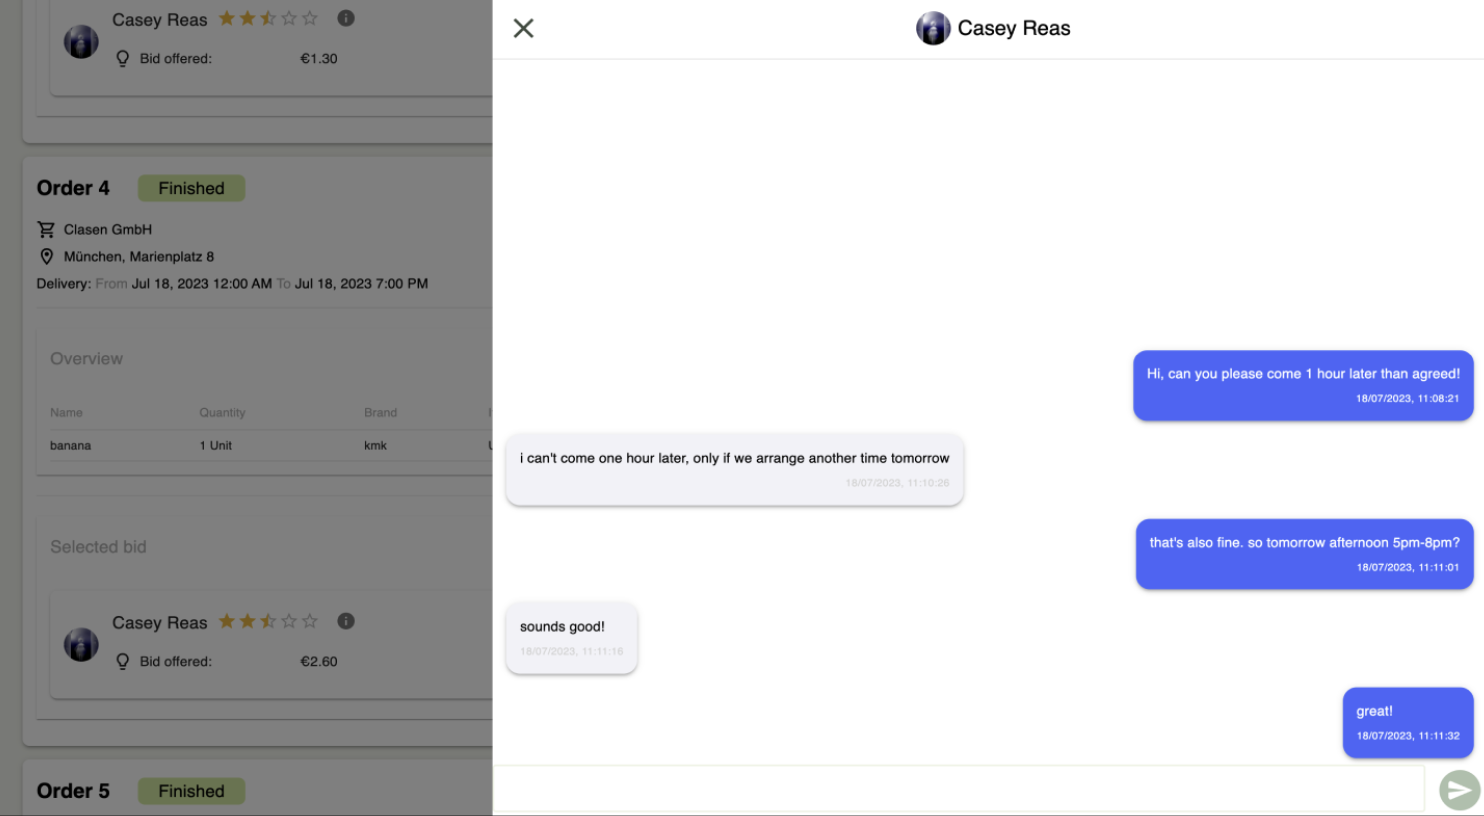 Casey Reas
Bid offered: €1.30
Order 4 Finished
Clasen GmbH
München, Marienplatz 8
Delivery: From Jul 18, 2023 12:00 AM To Jul 18, 2023 7:00 PM
Overview
Name Quantity Brand
banana 1 Unit kmk
Selected bid
Casey Reas
Bid offered: €2.60
Order 5 Finished
Casey Reas
Hi, can you please come 1 hour later than agreed!
18/07/2023, 11:08:21
i can't come one hour later, only if we arrange another time tomorrow
18/07/2023, 11:10:26
that's also fine. so tomorrow afternoon 5pm-8pm?
18/07/2023, 11:11:01
sounds good!
18/07/2023, 11:11:16
great!
18/07/2023, 11:11:32